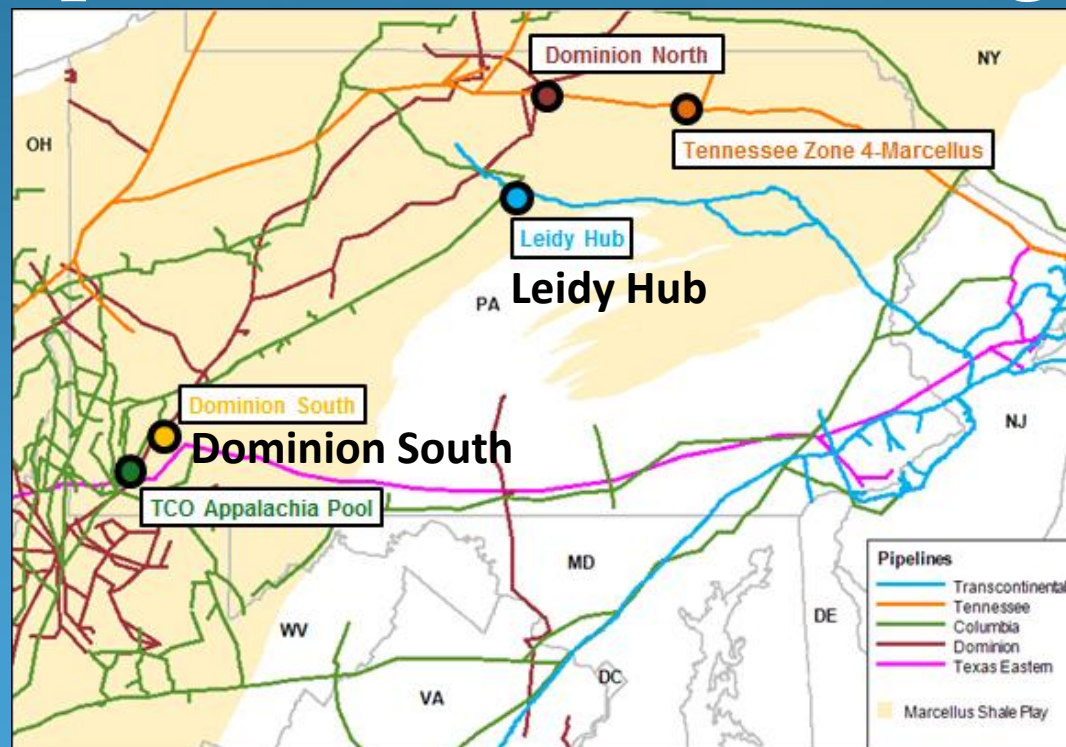 Dominion North
NY
OH
Tennessee Zone 4-Marcellus
Leidy Hub
Leidy Hub
PA
Dominion South
Dominion South
NJ
TCO Appalachia Pool
MD
Pipelines
Transcontinental
Tennessee
Columbia
Dominion
Texas Eastern
Marcellus Shale Play
DE
WV
DC
VA